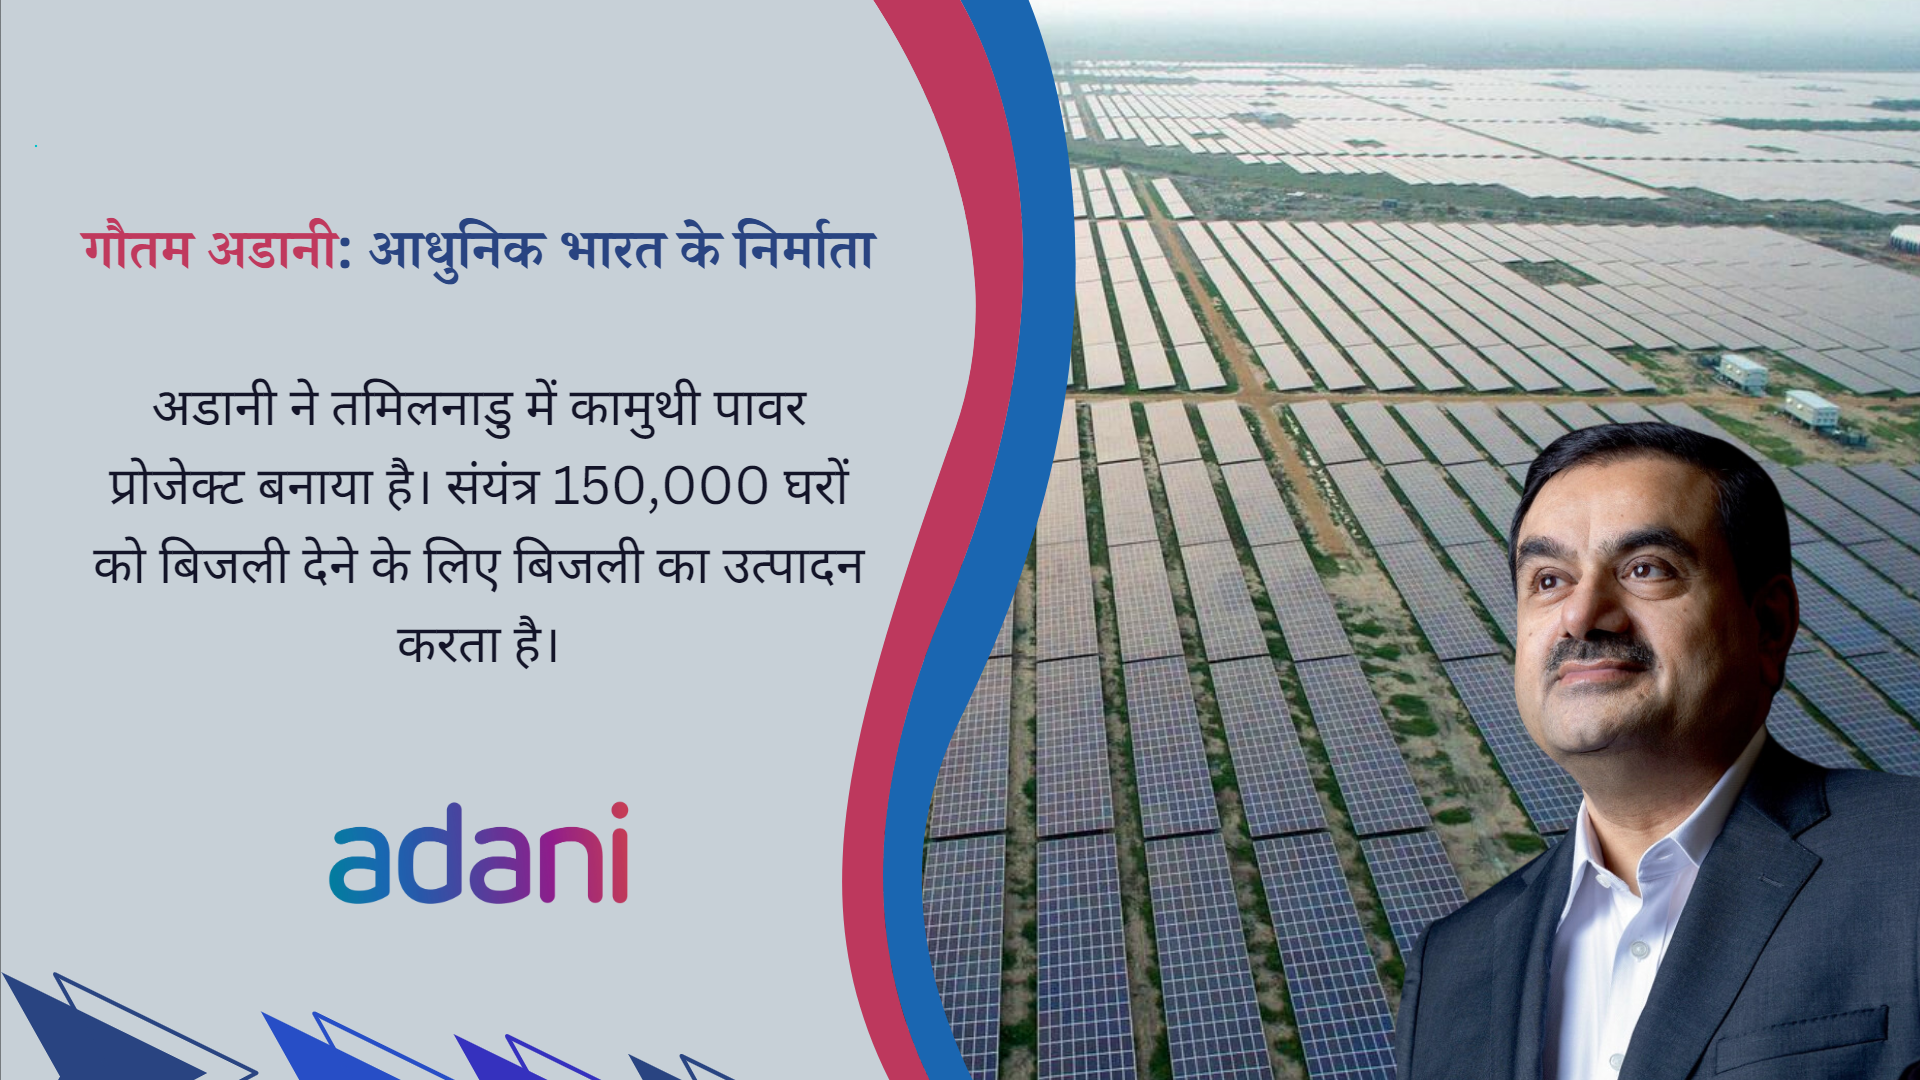 गौतम अडानी: आधुनिक भारत के निर्माता
अडानी ने तमिलनाडु में कामुथी पावर
प्रोजेक्ट बनाया है। संयंत्र 150,000 घरों
को बिजली देने के लिए बिजली का उत्पादन
करता है।
adani